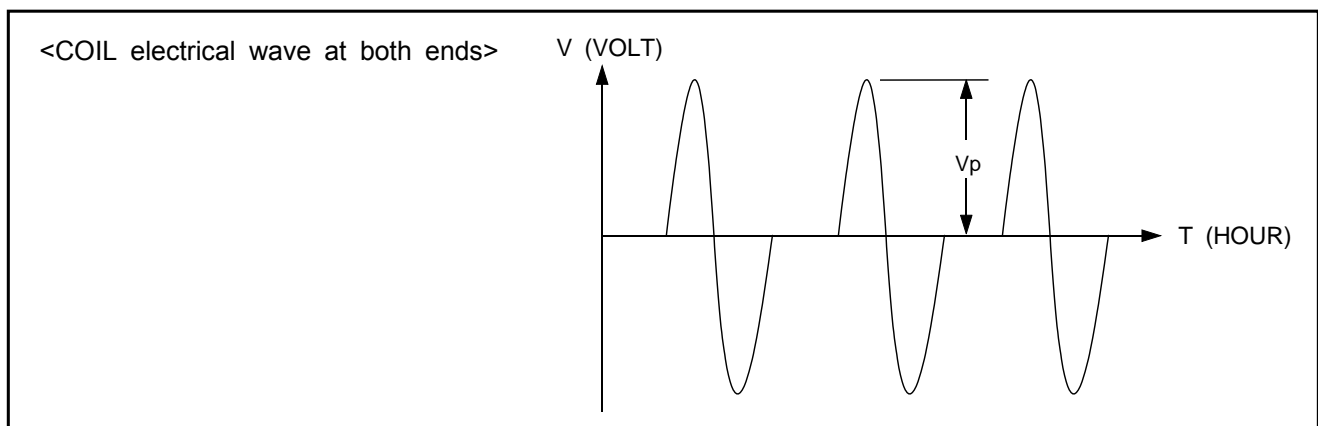 <COIL electrical wave at both ends>
V (VOLT)
Vp
T (HOUR)